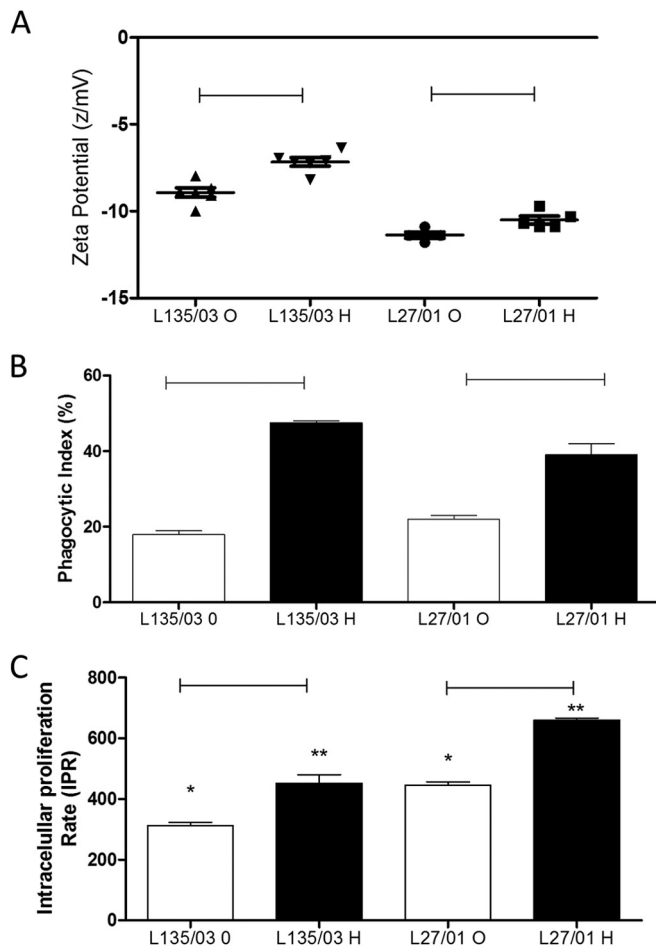 A
Zeta Potential (z/mV)
0
-5
-10
-15
L135/03 O
L135/03 H
L27/01 O
L27/01 H
B
Phagocytic Index (%)
60
40
20
0
L135/03 0
L135/03 H
L27/01 O
L27/01 H
C
Intracelullar proliferation
Rate (IPR)
800
600
400
200
0
*
**
*
**
L135/03 0
L135/03 H
L27/01 O
L27/01 H